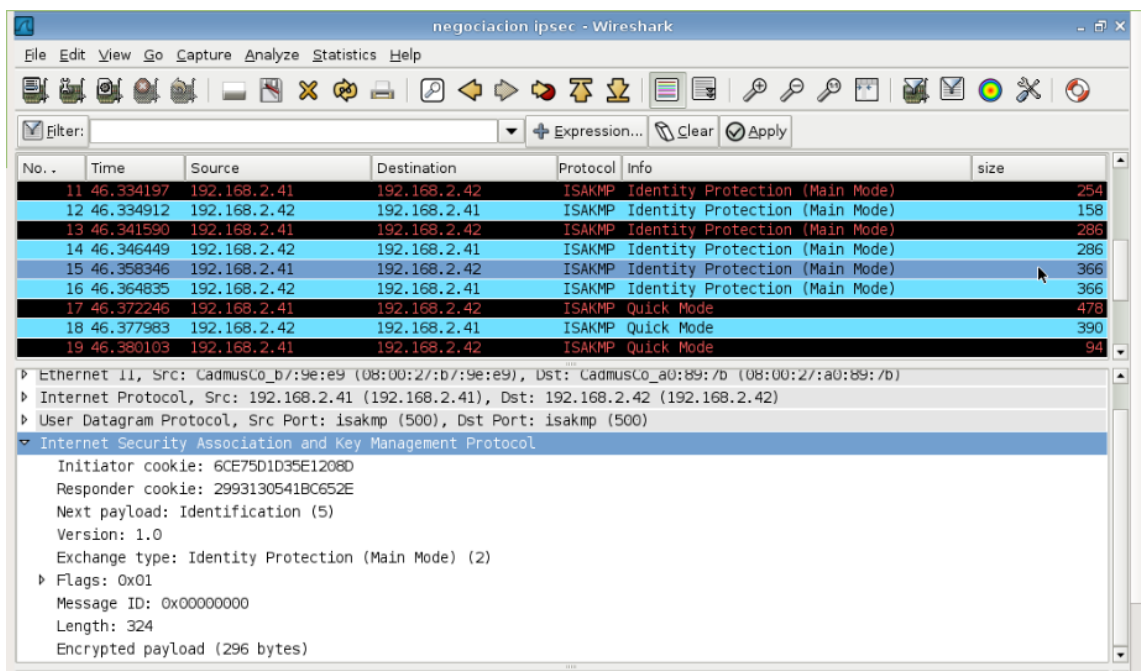 negociacion ipsec - Wireshark
File Edit View Go Capture Analyze Statistics Help
Filter: Expression... Clear Apply
No. . Time Source Destination Protocol Info size
11 46.334197 192.168.2.41 192.168.2.42 ISAKMP Identity Protection (Main Mode) 254
12 46.334912 192.168.2.42 192.168.2.41 ISAKMP Identity Protection (Main Mode) 158
13 46.341590 192.168.2.41 192.168.2.42 ISAKMP Identity Protection (Main Mode) 286
14 46.346449 192.168.2.42 192.168.2.41 ISAKMP Identity Protection (Main Mode) 286
15 46.358346 192.168.2.41 192.168.2.42 ISAKMP Identity Protection (Main Mode) 366
16 46.364835 192.168.2.42 192.168.2.41 ISAKMP Identity Protection (Main Mode) 366
17 46.372246 192.168.2.41 192.168.2.42 ISAKMP Quick Mode 478
18 46.377983 192.168.2.42 192.168.2.41 ISAKMP Quick Mode 390
19 46.380103 192.168.2.41 192.168.2.42 ISAKMP Quick Mode 94
Ethernet II, Src: CadmusCo_b7:9e:e9 (08:00:27:b7:9e:e9), Dst: CadmusCo_a0:89:7b (08:00:27:a0:89:7b)
Internet Protocol, Src: 192.168.2.41 (192.168.2.41), Dst: 192.168.2.42 (192.168.2.42)
User Datagram Protocol, Src Port: isakmp (500), Dst Port: isakmp (500)
Internet Security Association and Key Management Protocol
Initiator cookie: 6CE75D1D35E1208D
Responder cookie: 2993130541BC652E
Next payload: Identification (5)
Version: 1.0
Exchange type: Identity Protection (Main Mode) (2)
Flags: 0x01
Message ID: 0x00000000
Length: 324
Encrypted payload (296 bytes)